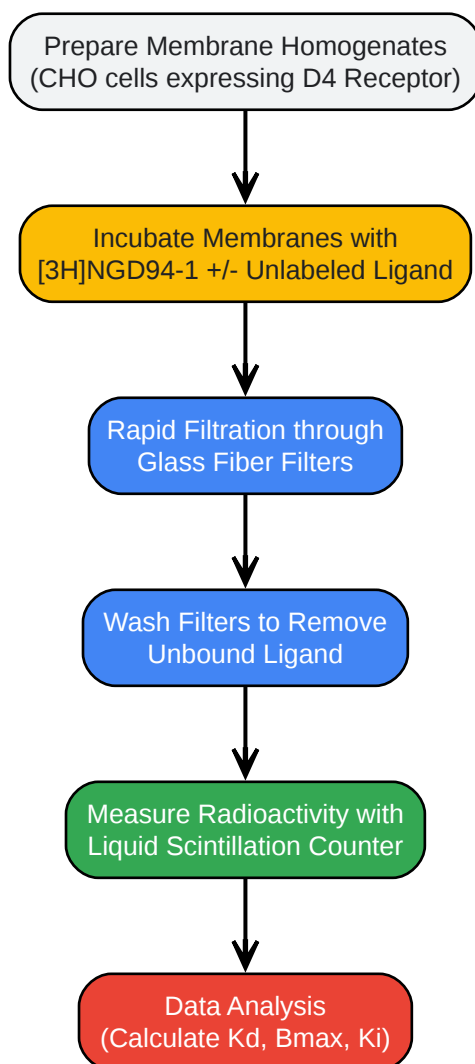 Prepare Membrane Homogenates
(CHO cells expressing D4 Receptor)
Incubate Membranes with
[3H]NGD94-1 +/- Unlabeled Ligand
Rapid Filtration through
Glass Fiber Filters
Wash Filters to Remove
Unbound Ligand
Measure Radioactivity with
Liquid Scintillation Counter
Data Analysis
(Calculate Kd, Bmax, Ki)